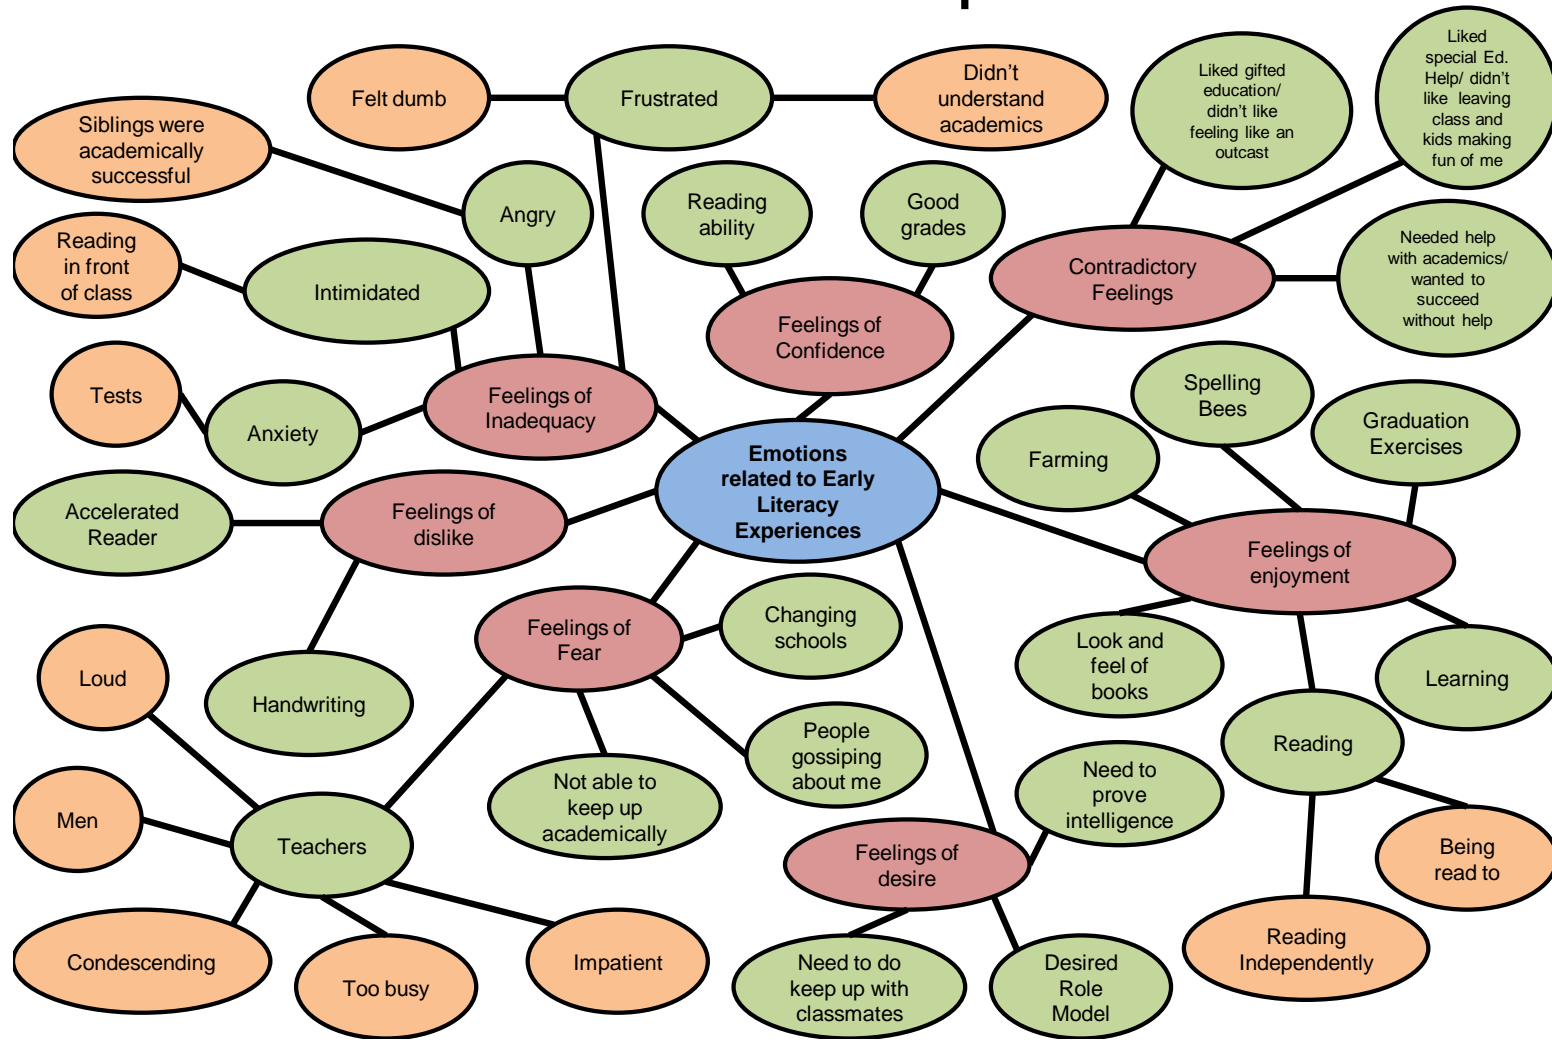 Felt dumb
Frustrated
Didn't
understand
academics
Liked gifted
education/
didn't like
feeling like an
outcast
Liked
special Ed.
Help/ didn't
like leaving
class and
kids making
fun of me
Siblings were
academically
successful
Angry
Reading
ability
Good
grades
Reading
in front
of class
Intimidated
Contradictory
Feelings
Needed help
with academics/
wanted to
succeed
without help
Feelings of
Confidence
Tests
Anxiety
Feelings of
Inadequacy
Spelling
Bees
Graduation
Exercises
Farming
Emotions
related to Early
Literacy
Experiences
Accelerated
Reader
Feelings of
dislike
Feelings of
enjoyment
Feelings of
Fear
Changing
schools
Look and
feel of
books
Learning
Loud
Handwriting
People
gossiping
about me
Reading
Need to
prove
intelligence
Not able to
keep up
academically
Men
Teachers
Feelings of
desire
Being
read to
Condescending
Too busy
Impatient
Need to do
keep up with
classmates
Desired
Role
Model
Reading
Independently